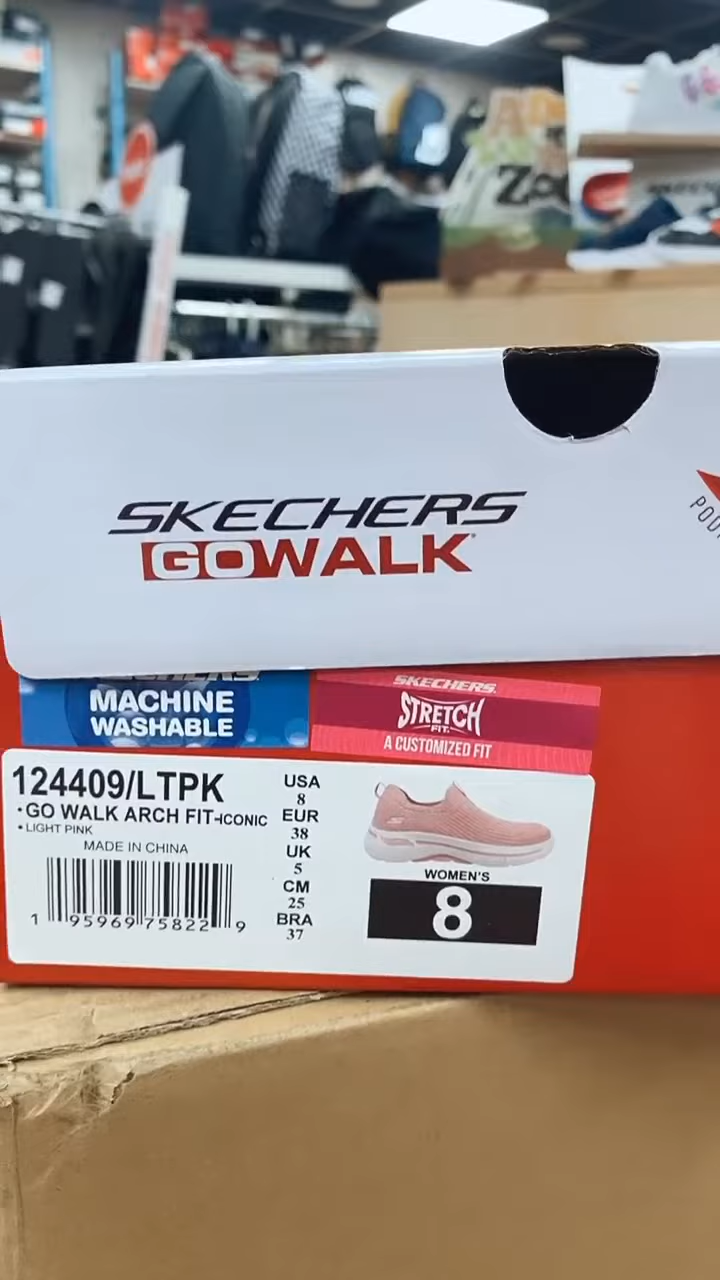 SKECHERS
GOWALK
MACHINE
WASHABLE
SKECHERS
STRETCH
FIT.
A CUSTOMIZED FIT
124409/LTPK
•GO WALK ARCH FIT-ICONIC
•LIGHT PINK
MADE IN CHINA
1 95969 75822 9
USA
8
EUR
38
UK
5
CM
25
BRA
37
WOMEN'S
8